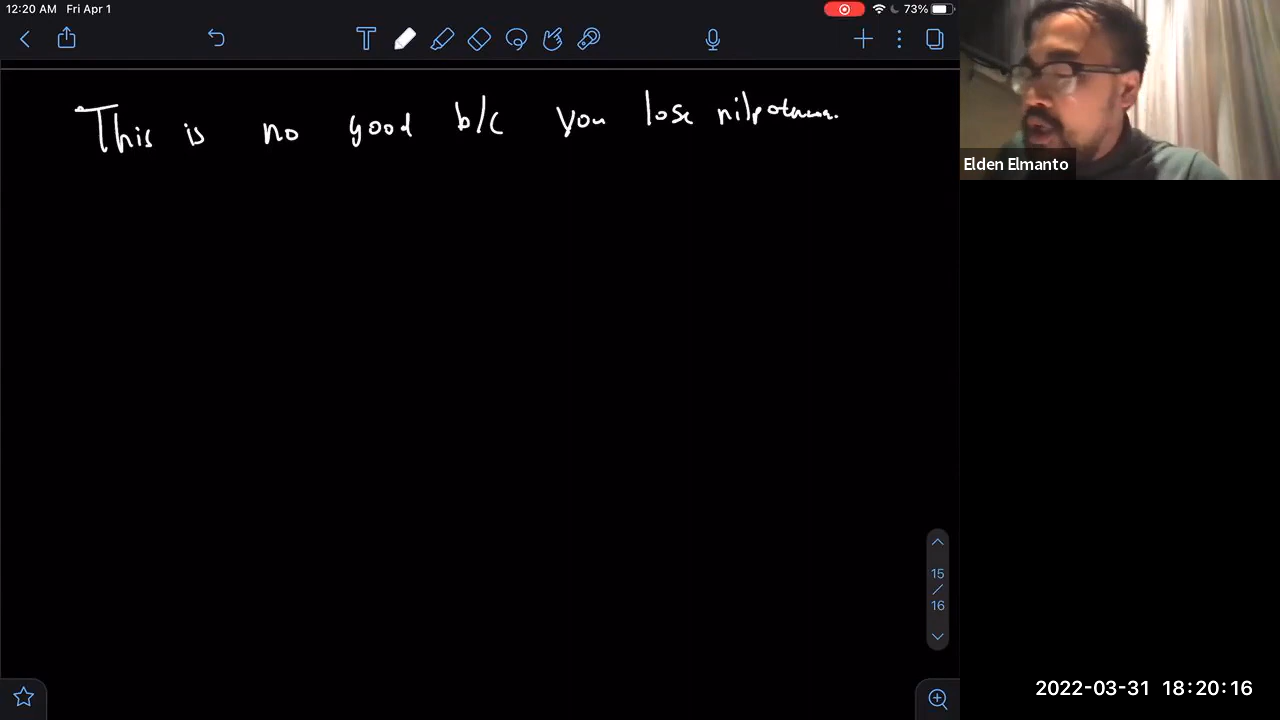 12:20 AM Fri Apr 1
73%
This is no good b/c you lose
Elden Elmanto
15
/
16
2022-03-31 18:20:16